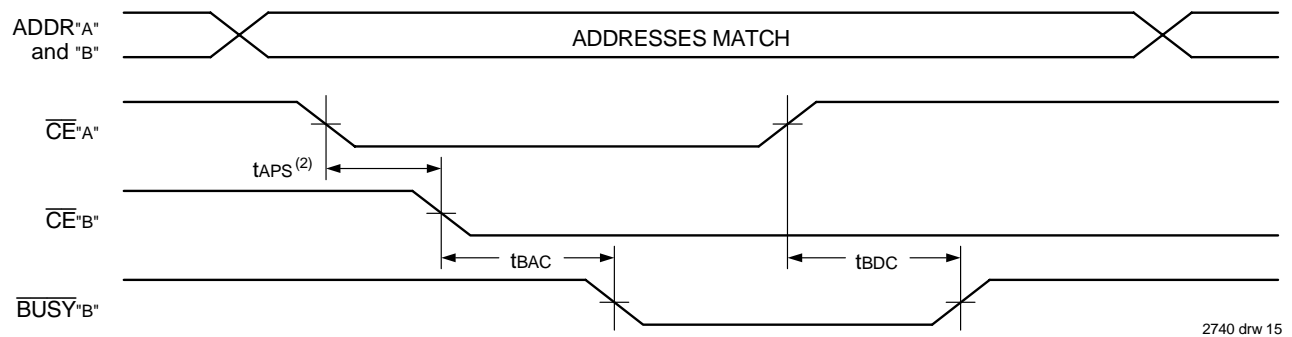 ADDR"A"
and "B"
ADDRESSES MATCH
CE"A"
tAPS(2)
CE"B"
tBAC
tBDC
BUSY"B"
2740 drw 15